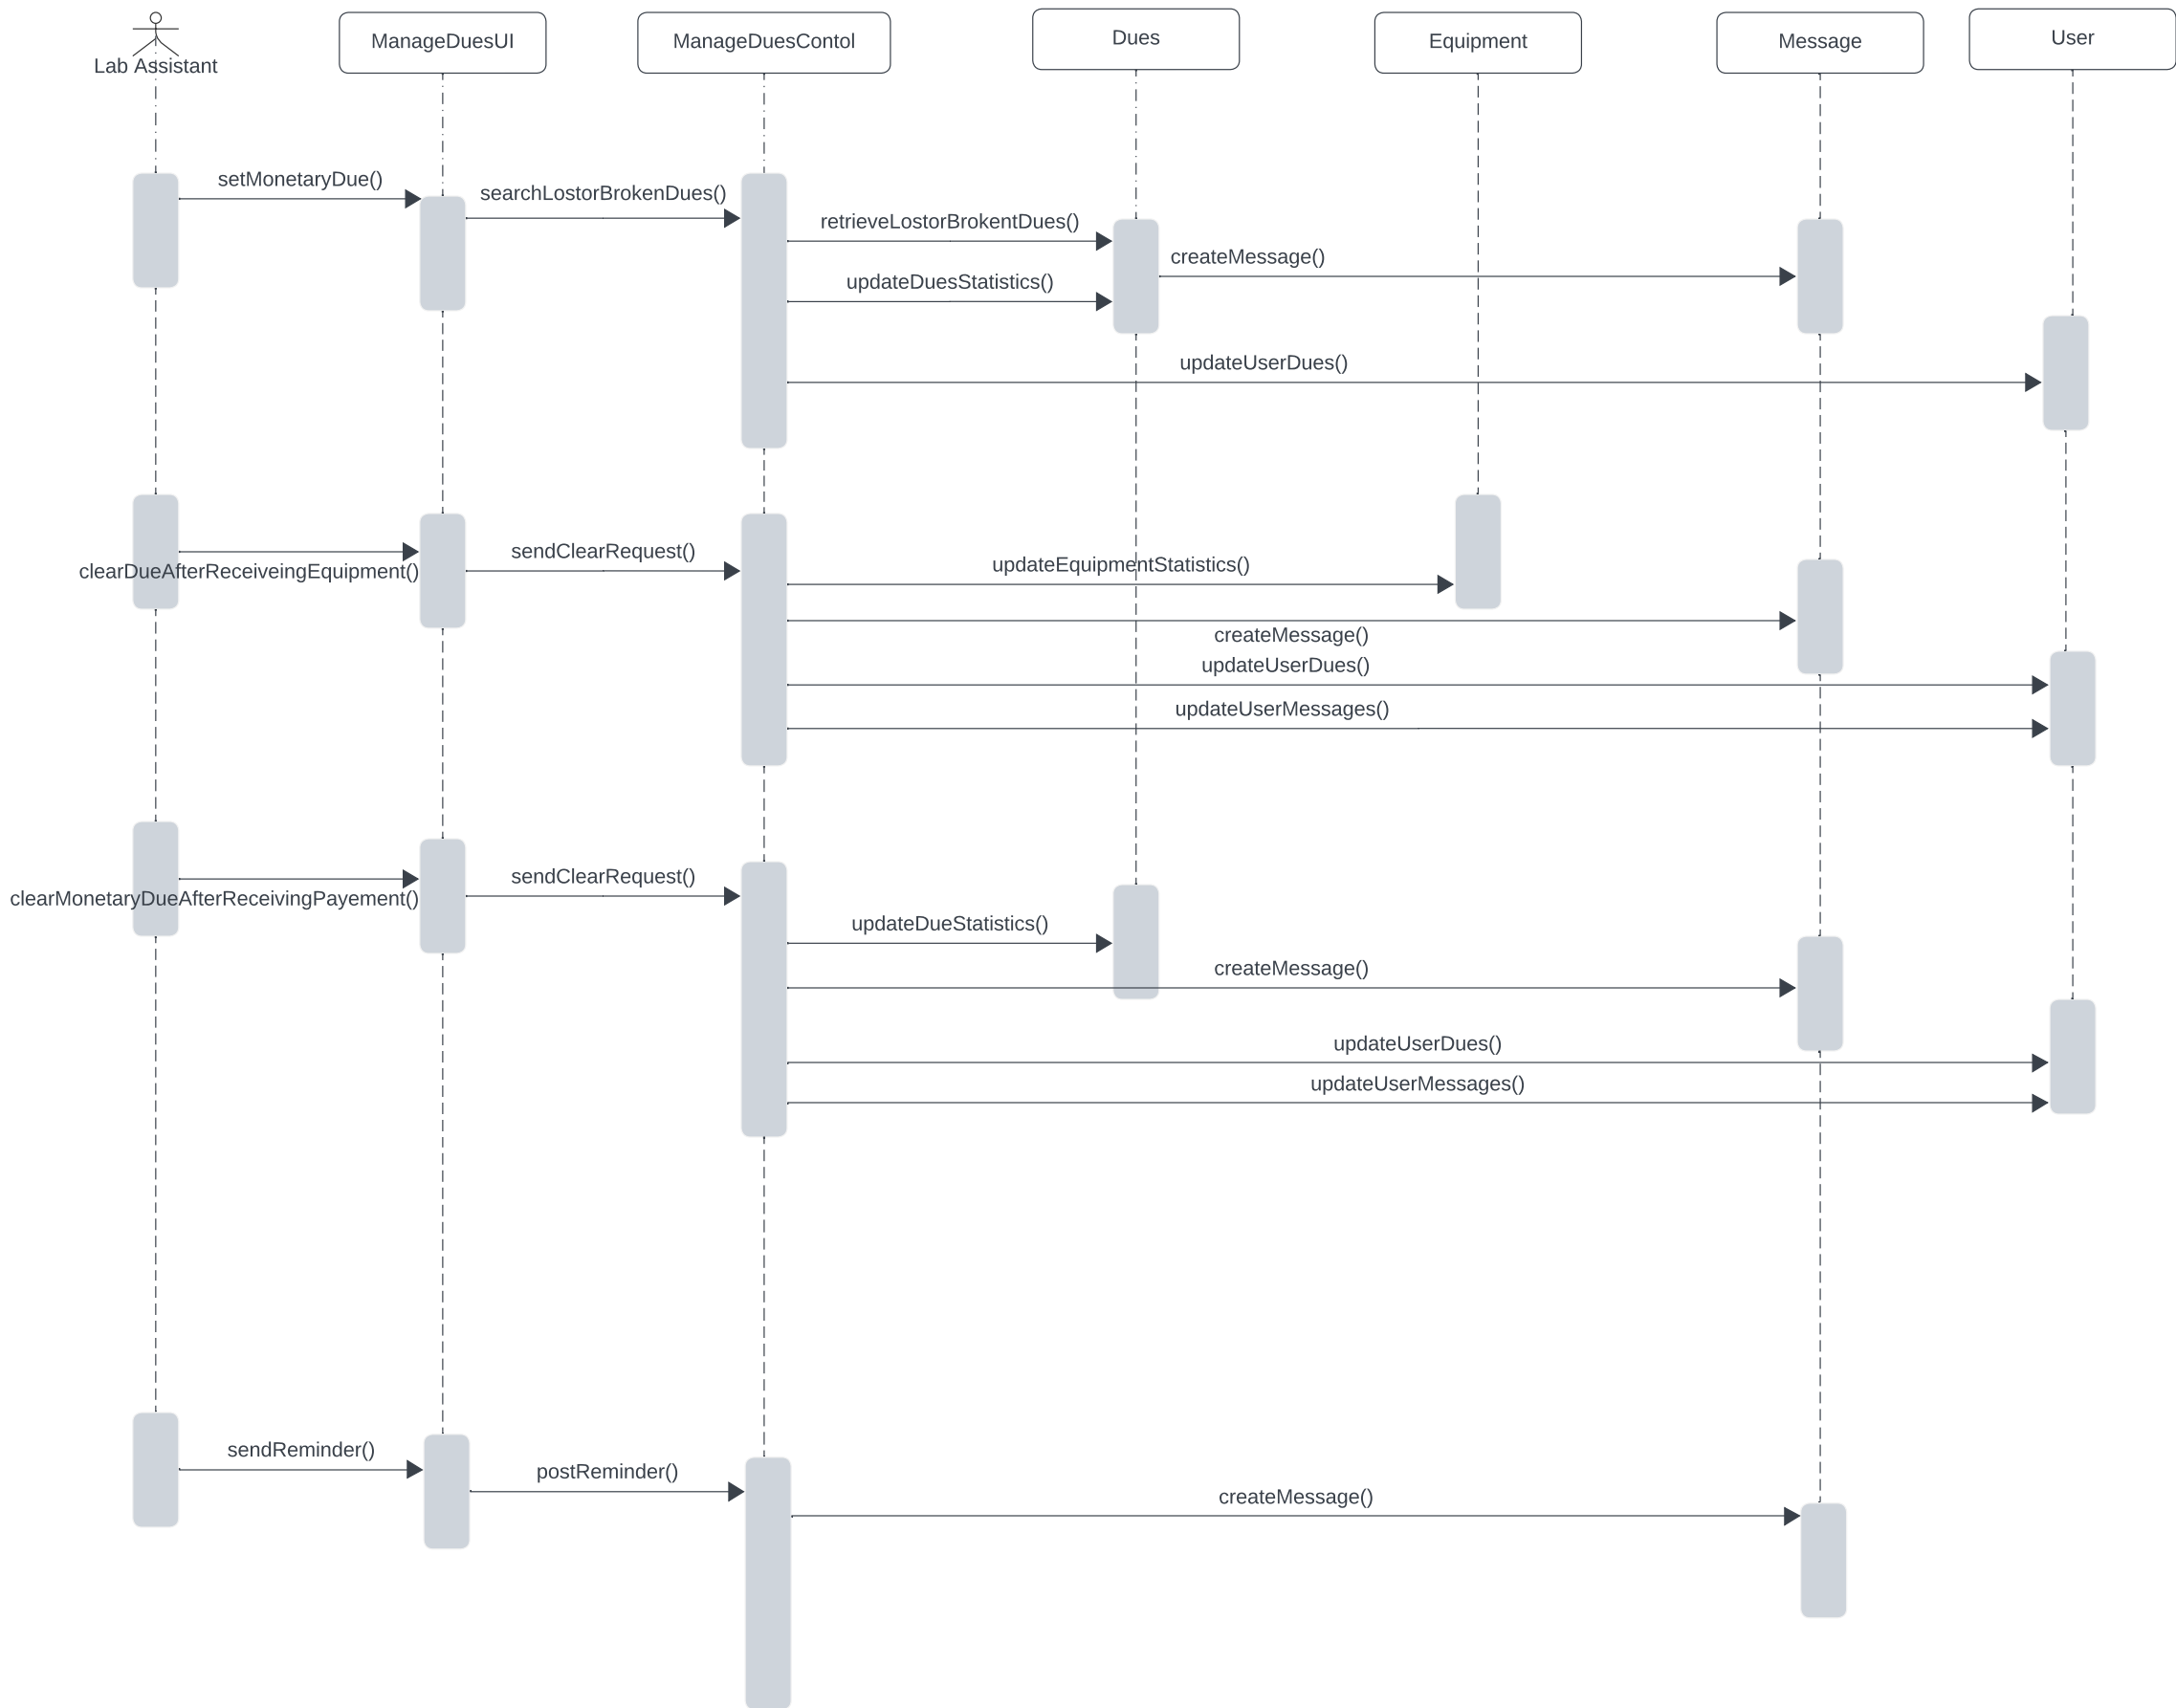 Lab Assistant
ManageDuesUI
ManageDuesContol
Dues
Equipment
Message
User
setMonetaryDue()
searchLostorBrokenDues()
retrieveLostorBrokentDues()
createMessage()
updateDuesStatistics()
updateUserDues()
clearDueAfterReceiveingEquipment()
sendClearRequest()
updateEquipmentStatistics()
createMessage()
updateUserDues()
updateUserMessages()
clearMonetaryDueAfterReceivingPayement()
sendClearRequest()
updateDueStatistics()
createMessage()
updateUserDues()
updateUserMessages()
sendReminder()
postReminder()
createMessage()